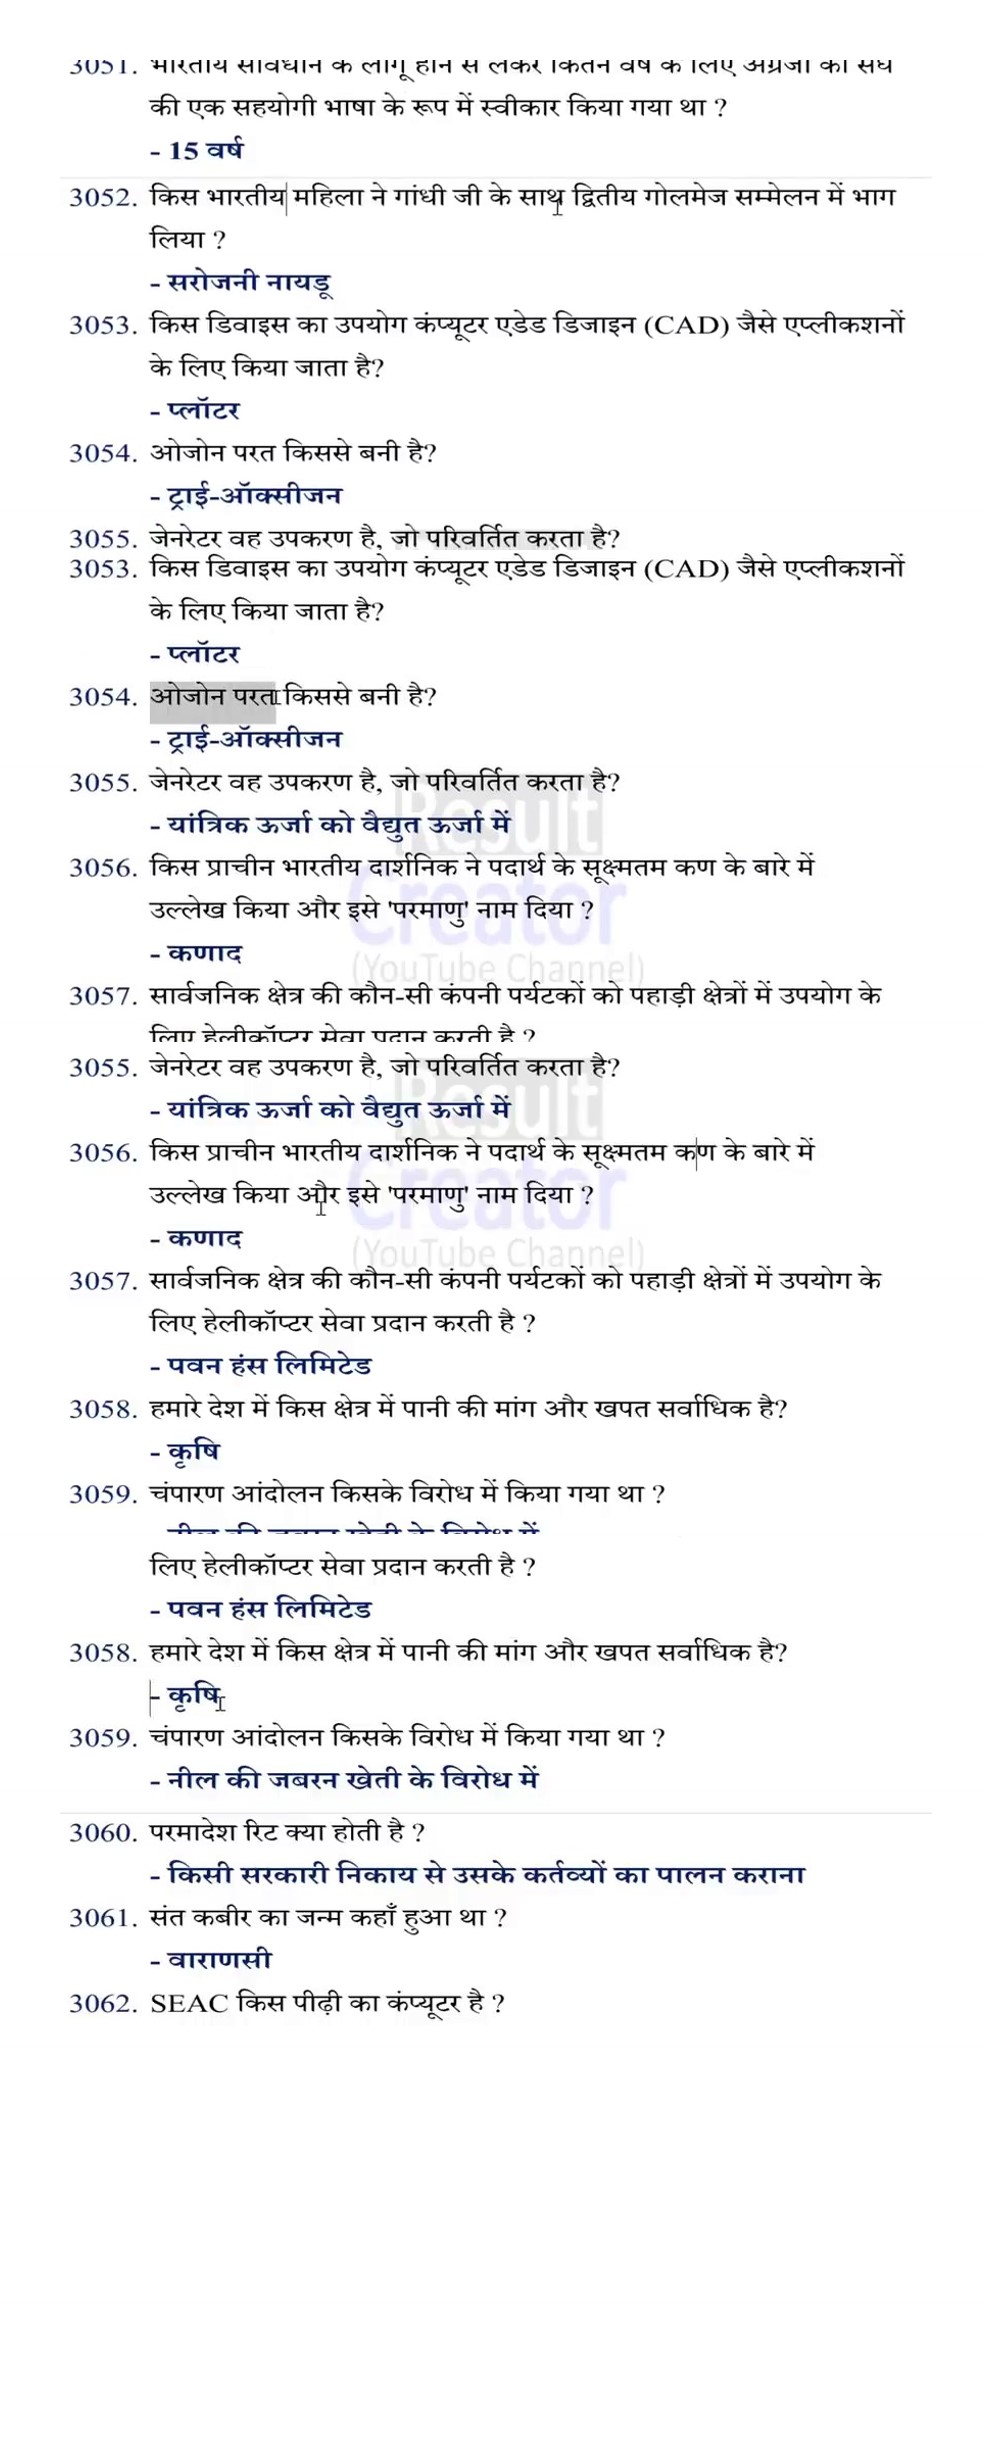 3051. भारतीय संविधान के लागू होने से लेकर कितने वर्ष के लिए अंग्रेजी को संघ
की एक सहयोगी भाषा के रूप में स्वीकार किया गया था ?
- 15 वर्ष
3052. किस भारतीय महिला ने गांधी जी के साथ द्वितीय गोलमेज सम्मेलन में भाग
लिया ?
- सरोजनी नायडू
3053. किस डिवाइस का उपयोग कंप्यूटर एडेड डिजाइन (CAD) जैसे एप्लीकशनों
के लिए किया जाता है?
- प्लॉटर
3054. ओजोन परत किससे बनी है?
- ट्राई-ऑक्सीजन
3055. जेनरेटर वह उपकरण है, जो परिवर्तित करता है?
3053. किस डिवाइस का उपयोग कंप्यूटर एडेड डिजाइन (CAD) जैसे एप्लीकशनों
के लिए किया जाता है?
- प्लॉटर
3054. ओजोन परत किससे बनी है?
- ट्राई-ऑक्सीजन
3055. जेनरेटर वह उपकरण है, जो परिवर्तित करता है?
Result
- यांत्रिक ऊर्जा को वैद्युत ऊर्जा में
3056. किस प्राचीन भारतीय दार्शनिक ने पदार्थ के सूक्ष्मतम कण के बारे में
Creator
उल्लेख किया और इसे 'परमाणु' नाम दिया ?
- कणाद
(YouTube Channel)
3057. सार्वजनिक क्षेत्र की कौन-सी कंपनी पर्यटकों को पहाड़ी क्षेत्रों में उपयोग के
लिए हेलीकॉप्टर सेवा प्रदान करती है ?
3055. जेनरेटर वह उपकरण है, जो परिवर्तित करता है?
Result
- यांत्रिक ऊर्जा को वैद्युत ऊर्जा में
3056. किस प्राचीन भारतीय दार्शनिक ने पदार्थ के सूक्ष्मतम कण के बारे में
Creator
उल्लेख किया और इसे 'परमाणु' नाम दिया ?
- कणाद
(YouTube Channel)
3057. सार्वजनिक क्षेत्र की कौन-सी कंपनी पर्यटकों को पहाड़ी क्षेत्रों में उपयोग के
लिए हेलीकॉप्टर सेवा प्रदान करती है ?
- पवन हंस लिमिटेड
3058. हमारे देश में किस क्षेत्र में पानी की मांग और खपत सर्वाधिक है?
- कृषि
3059. चंपारण आंदोलन किसके विरोध में किया गया था ?
- नील की जबरन खेती के विरोध में
लिए हेलीकॉप्टर सेवा प्रदान करती है ?
- पवन हंस लिमिटेड
3058. हमारे देश में किस क्षेत्र में पानी की मांग और खपत सर्वाधिक है?
- कृषि
3059. चंपारण आंदोलन किसके विरोध में किया गया था ?
- नील की जबरन खेती के विरोध में
3060. परमादेश रिट क्या होती है ?
- किसी सरकारी निकाय से उसके कर्तव्यों का पालन कराना
3061. संत कबीर का जन्म कहाँ हुआ था ?
- वाराणसी
3062. SEAC किस पीढ़ी का कंप्यूटर है ?